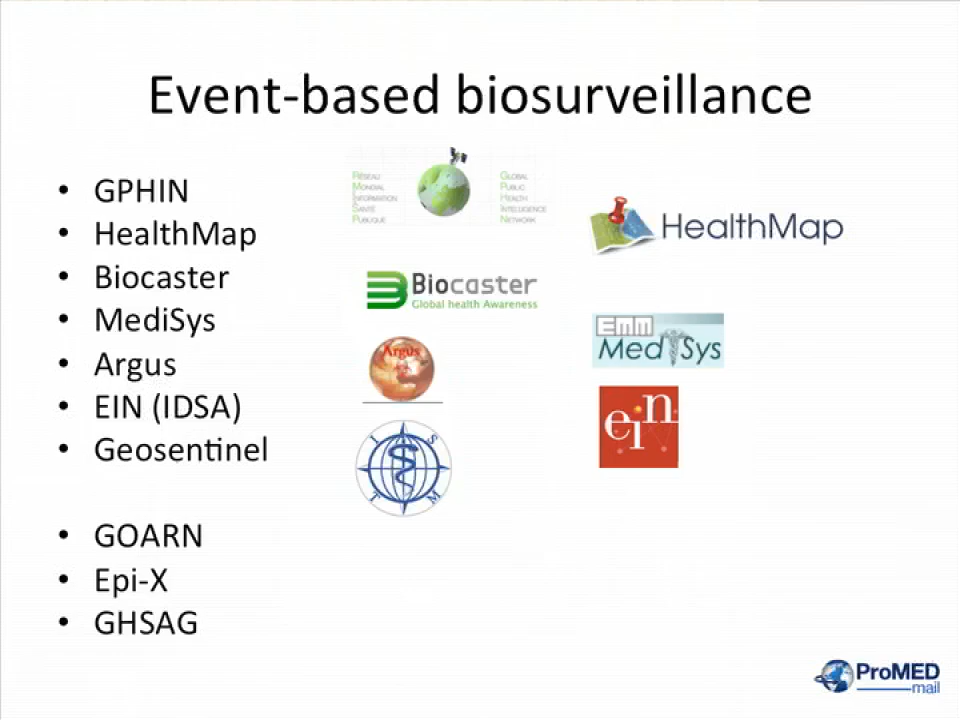 Event-based biosurveillance
• GPHIN
• HealthMap
• Biocaster
• MediSys
• Argus
• EIN (IDSA)
• Geosentinel
• GOARN
• Epi-X
• GHSAG
RÉSEAU
MONDIAL
INFORMATION
SANTÉ
PUBLIQUE
GLOBAL
PUBLIC
HEALTH
INTELLIGENCE
NETWORK
HealthMap
Biocaster
Global health Awareness
EMM
MedISys
Argus
ein
I S
T M
ProMED
mail